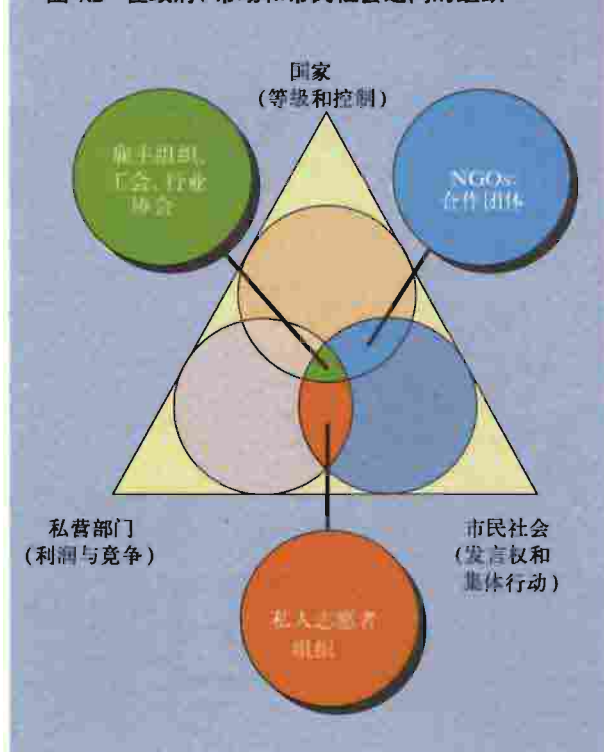 国家
(等级和控制)
雇主组织、
工会、行业
协会
NGOs.
合作团体
私营部门
(利润与竞争)
市民社会
(发言权和
集体行动)
私人志愿者
组织